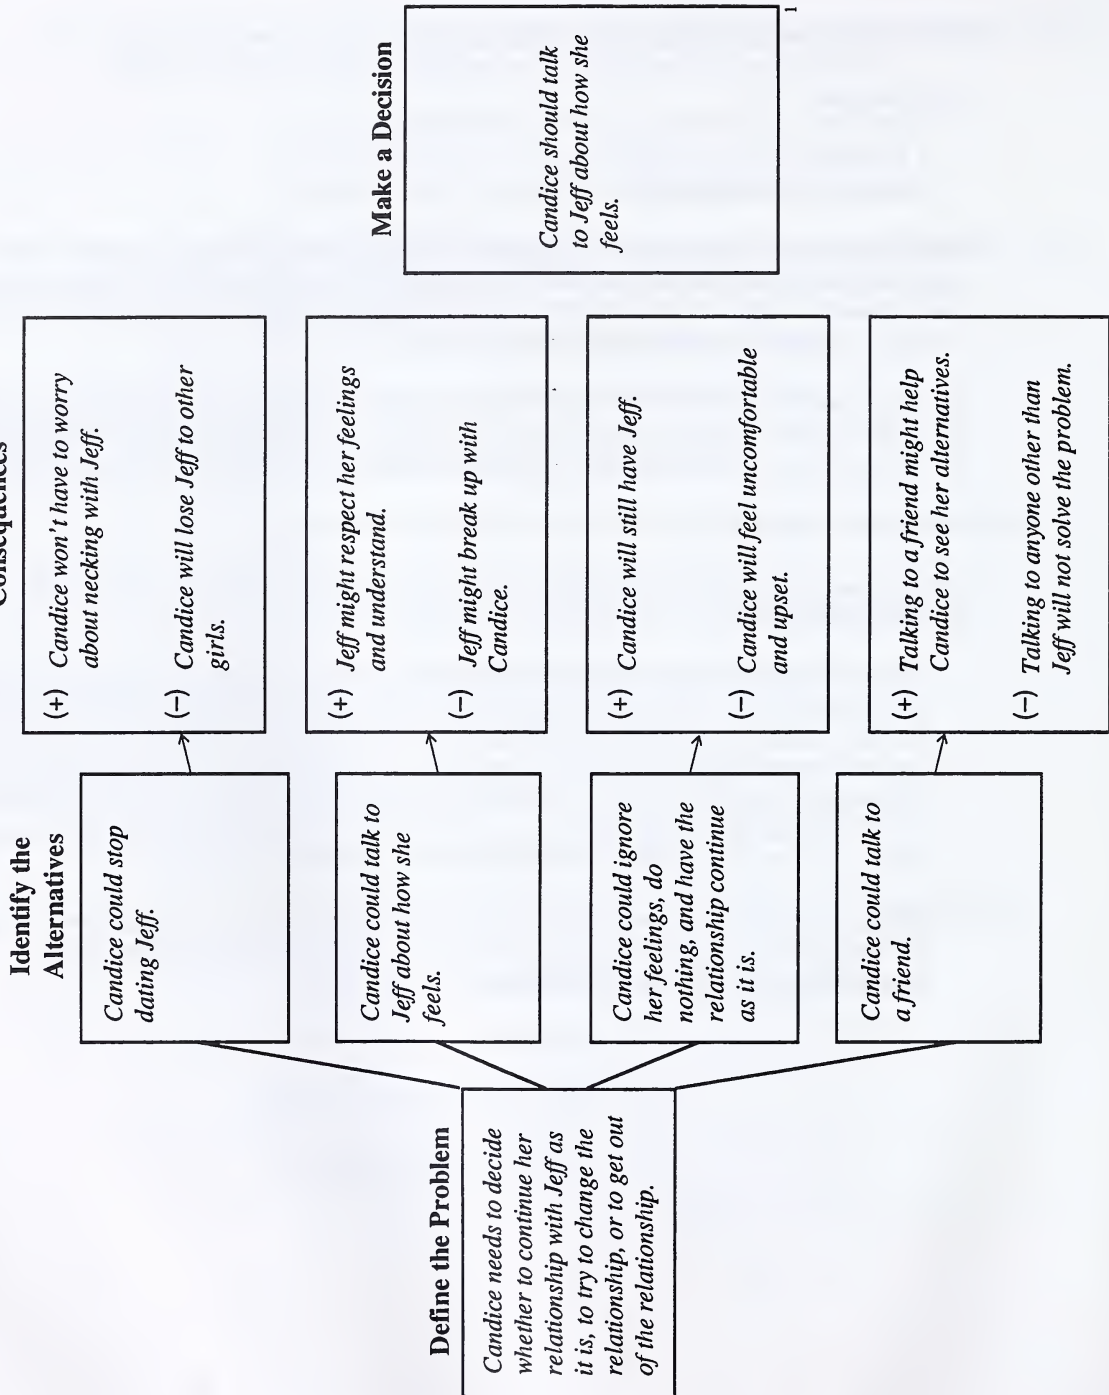 Define the Problem
Candice needs to decide
whether to continue her
relationship with Jeff as
it is, to try to change the
relationship, or to get out
of the relationship.
Identify the
Alternatives
Candice could stop
dating Jeff.
Candice could talk to
Jeff about how she
feels.
Candice could ignore
her feelings, do
nothing, and have the
relationship continue
as it is.
Candice could talk to
a friend.
Consequences
(+) Candice won't have to worry
about necking with Jeff.
(–) Candice will lose Jeff to other
girls.
(+) Jeff might respect her feelings
and understand.
(–) Jeff might break up with
Candice.
(+) Candice will still have Jeff.
(–) Candice will feel uncomfortable
and upset.
(+) Talking to a friend might help
Candice to see her alternatives.
(–) Talking to anyone other than
Jeff will not solve the problem.
Make a Decision
Candice should talk
to Jeff about how she
feels.
1